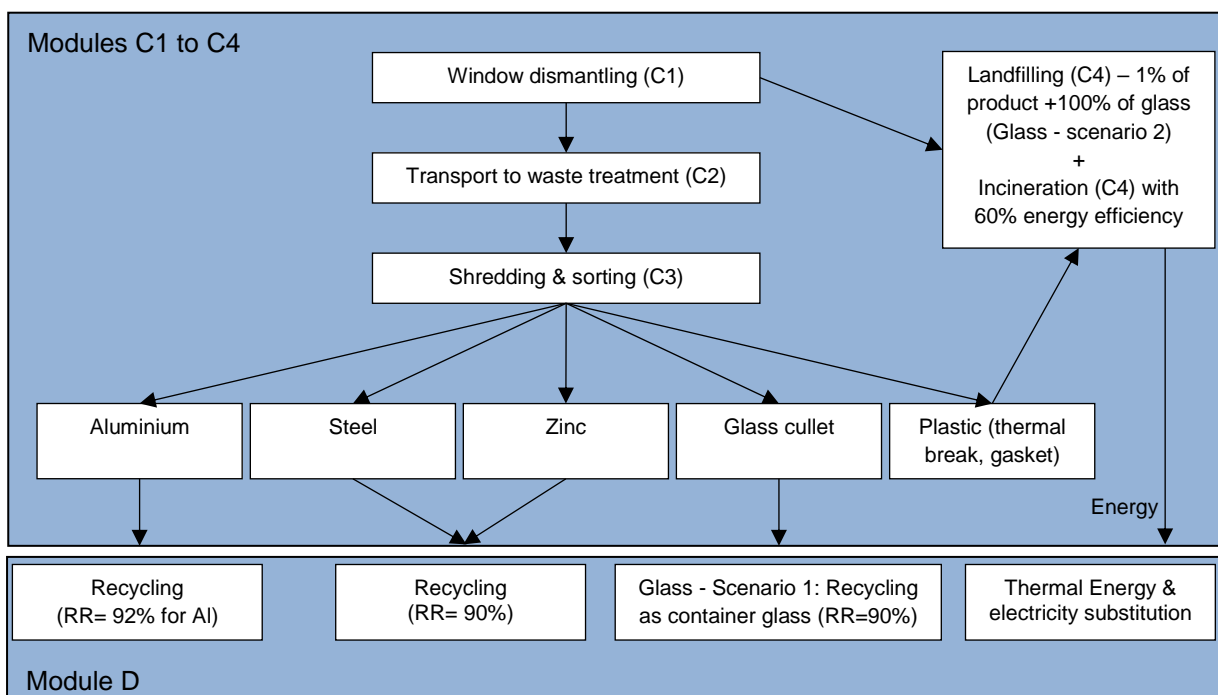 Modules C1 to C4
Window dismantling (C1)
Landfilling (C4) – 1% of
product +100% of glass
(Glass - scenario 2)
+
Incineration (C4) with
60% energy efficiency
Transport to waste treatment (C2)
Shredding & sorting (C3)
Aluminium
Steel
Zinc
Glass cullet
Plastic (thermal
break, gasket)
Energy
Recycling
(RR= 92% for Al)
Recycling
(RR= 90%)
Glass - Scenario 1: Recycling
as container glass (RR=90%)
Thermal Energy &
electricity substitution
Module D